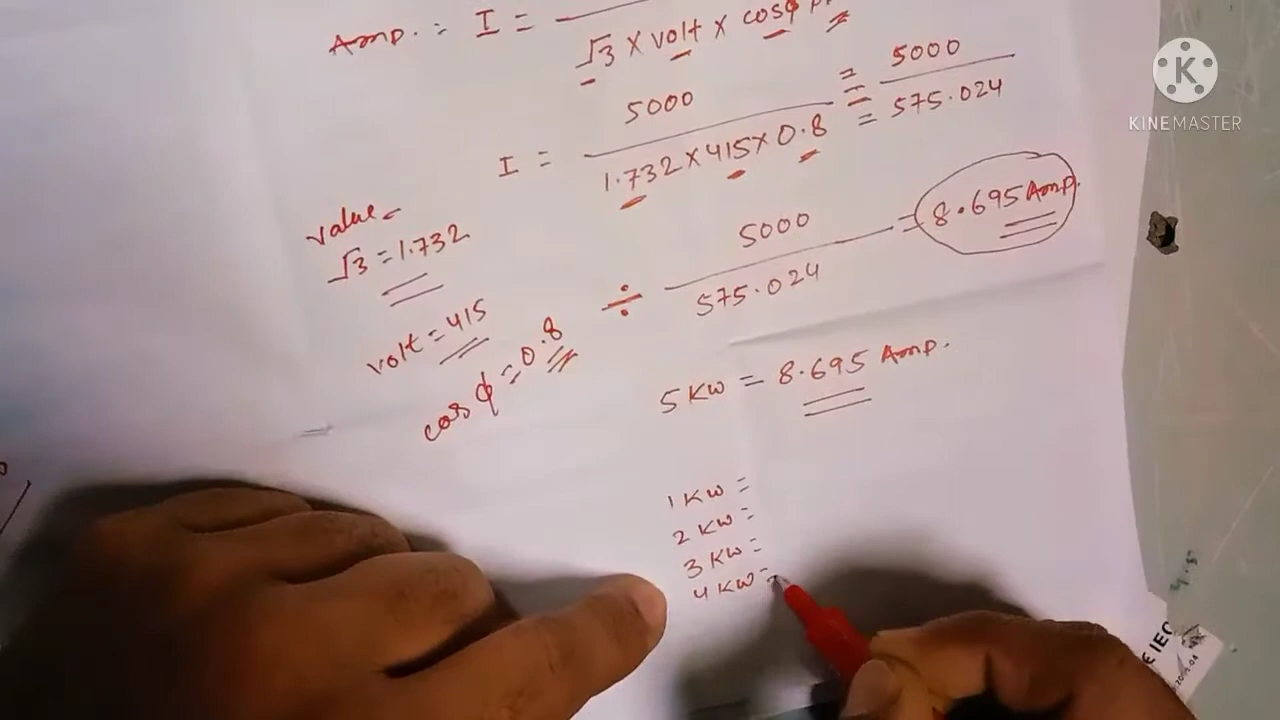 Amp. = I =
√3 × volt × cosϕ
I = 5000 / 1.732×415×0.8 = 5000 / 575.024
value
√3 = 1.732
volt = 415
cos ϕ = 0.8
÷ 5000 / 575.024 = 8.695 Amp.
5 KW = 8.695 Amp.
1 KW =
2 KW =
3 KW =
4 KW =
K
KINEMASTER